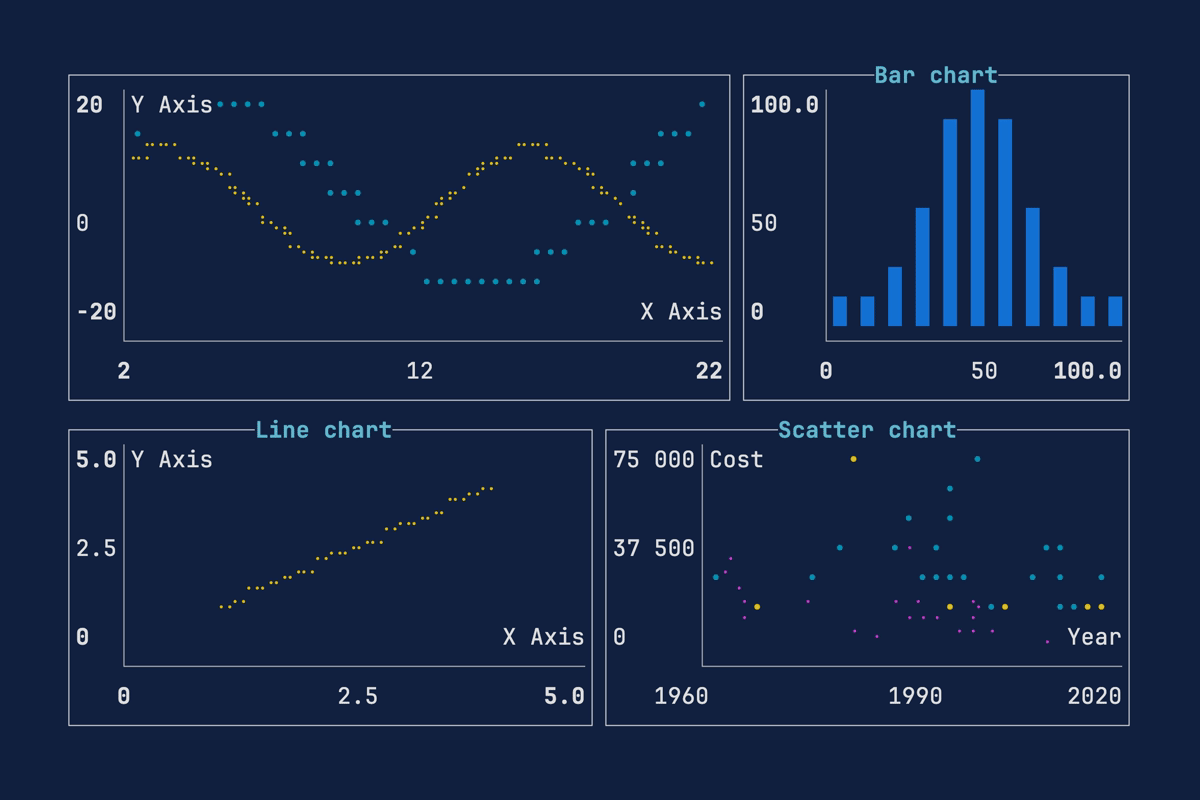 20
Y Axis
0
-20
X Axis
2 12 22
Bar chart
100.0
50
0
0 50 100.0
Line chart
5.0
Y Axis
2.5
0
X Axis
0 2.5 5.0
Scatter chart
75 000
Cost
37 500
0
Year
1960 1990 2020